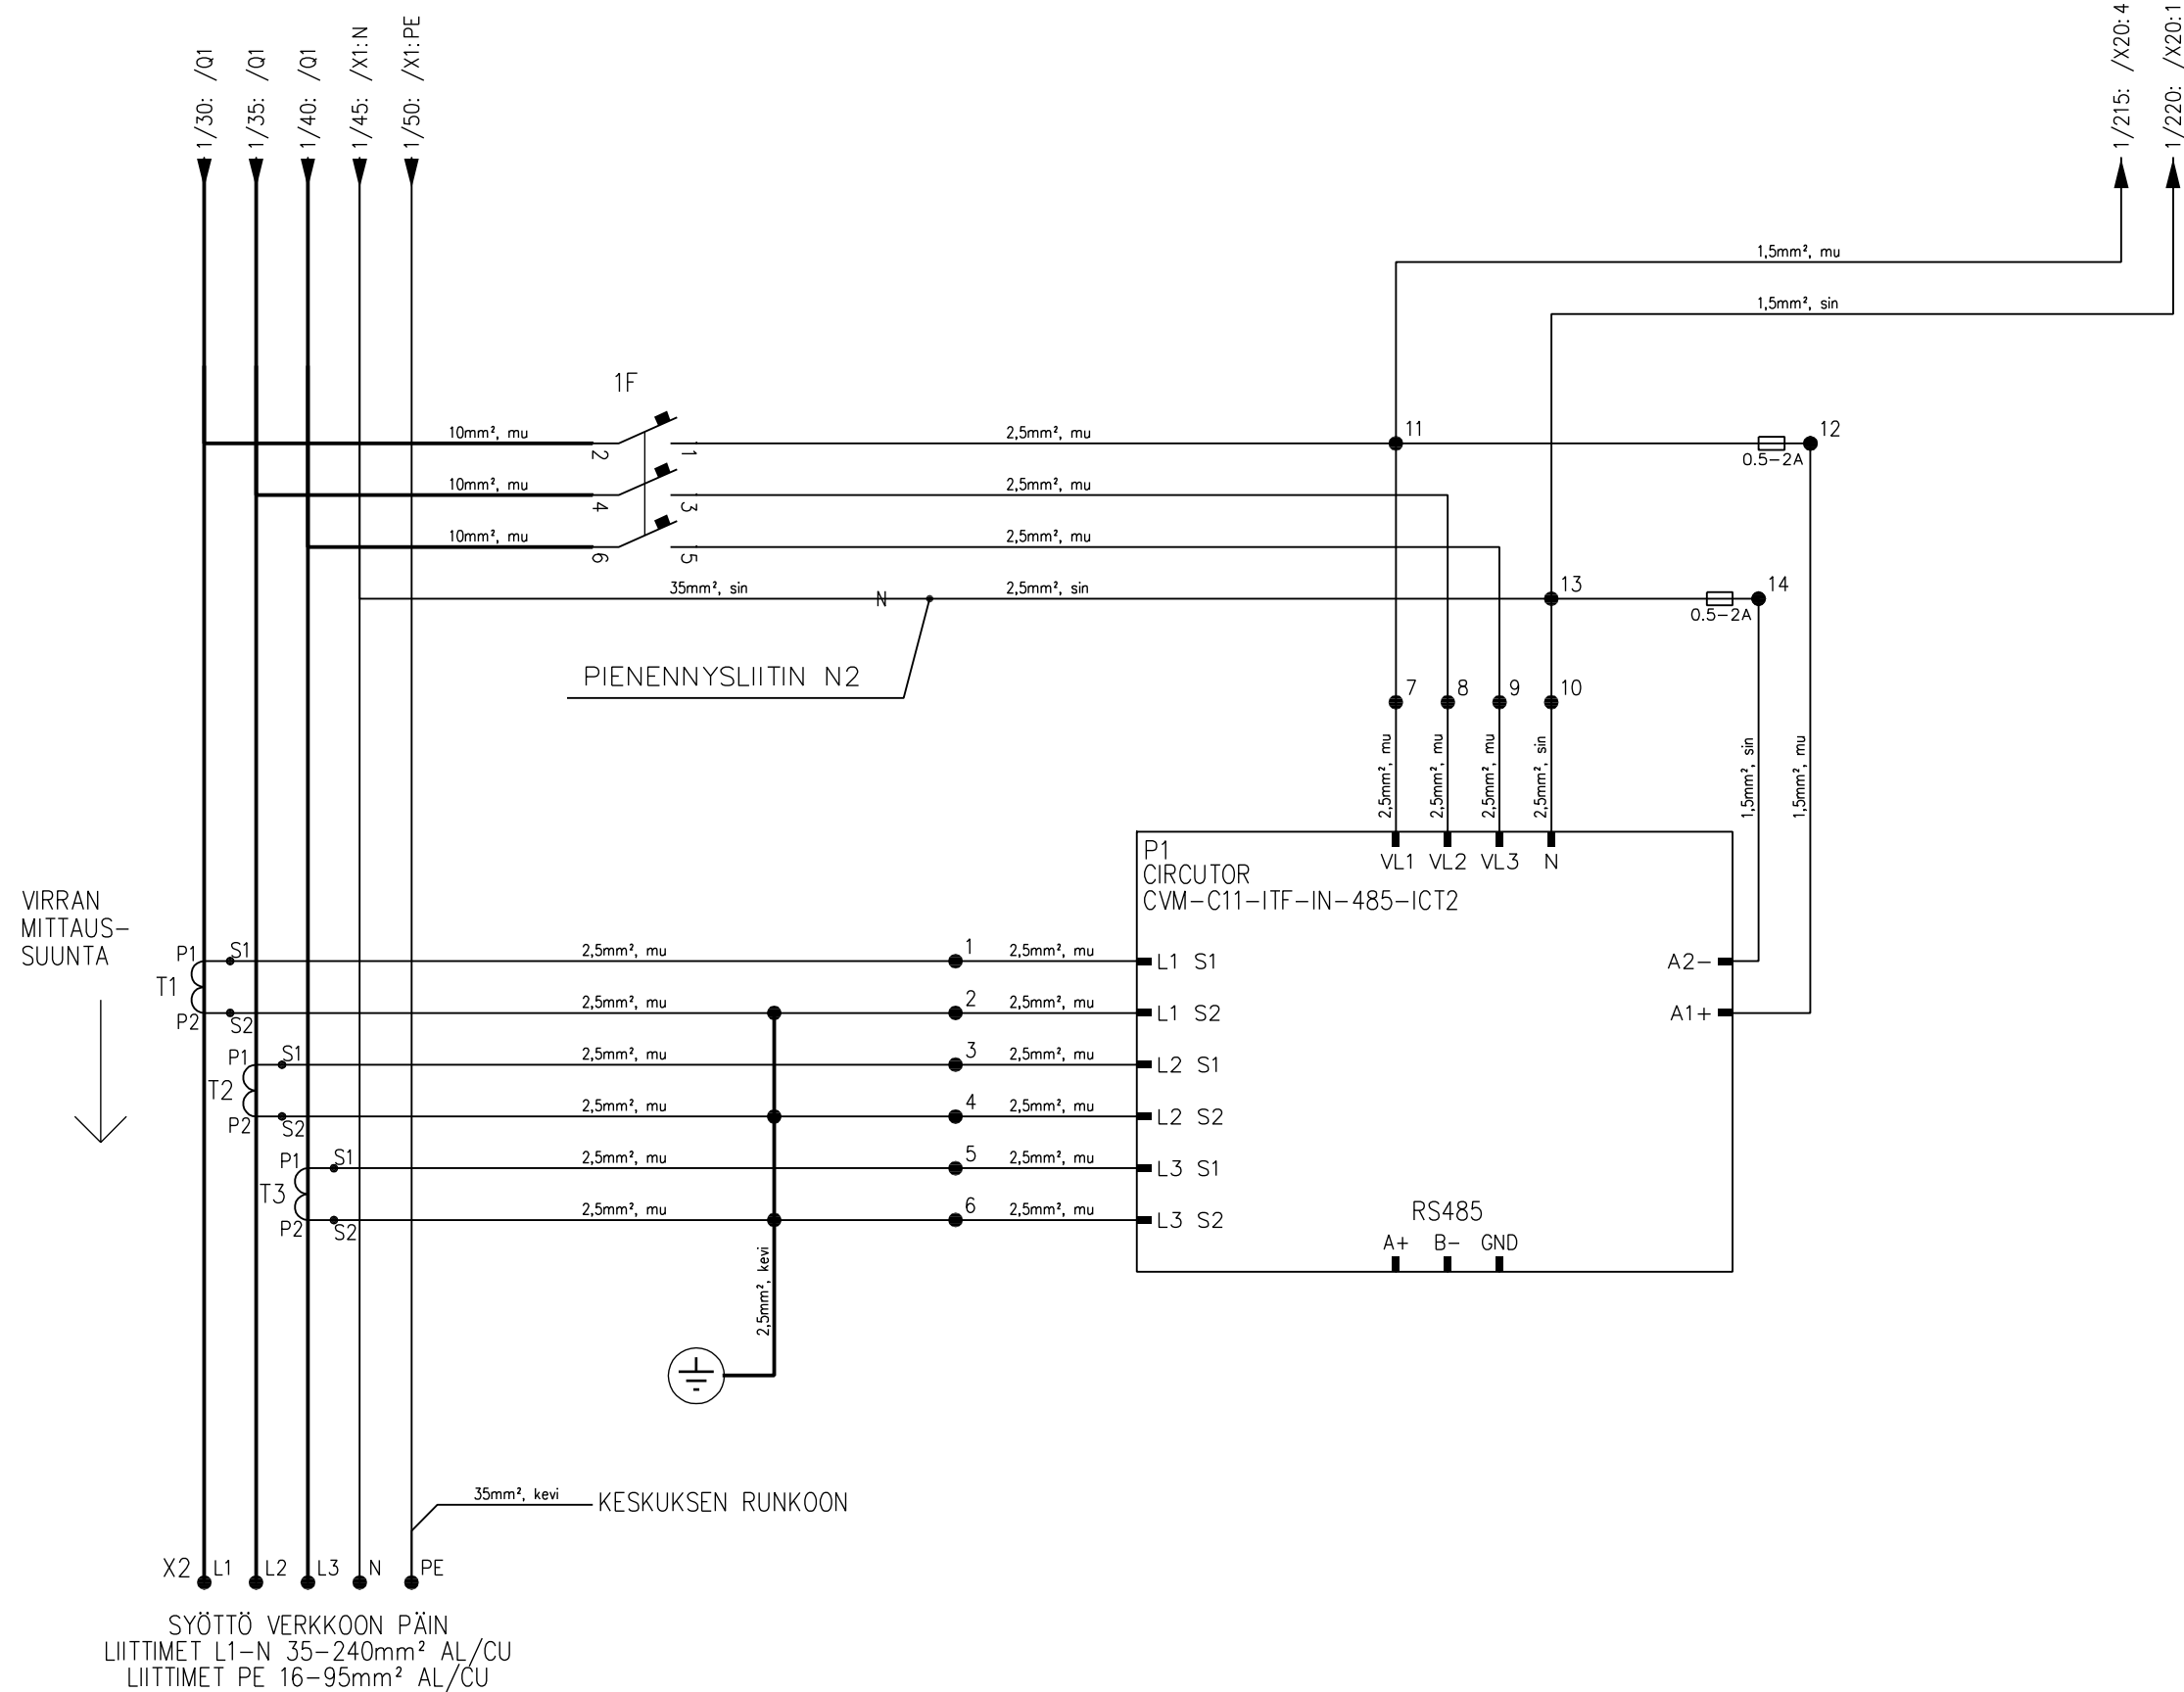 1/30: /Q1
1/35: /Q1
1/40: /Q1
1/45: /X1:N
1/50: /X1:PE
1/215: /X20:4
1/220: /X20:1
1,5mm², mu
1,5mm², sin
1F
10mm², mu
2
1
2,5mm², mu
11
0.5-2A
12
10mm², mu
4
3
2,5mm², mu
10mm², mu
6
5
2,5mm², mu
35mm², sin
N
2,5mm², sin
13
0.5-2A
14
PIENENNYSLIITIN N2
7
8
9
10
2,5mm², mu
2,5mm², mu
2,5mm², mu
2,5mm², sin
1,5mm², sin
1,5mm², mu
P1
CIRCUTOR
CVM-C11-ITF-IN-485-ICT2
VL1
VL2
VL3
N
VIRRAN
MITTAUS-
SUUNTA
P1
S1
T1
P2
S2
2,5mm², mu
1
2,5mm², mu
L1 S1
A2-
2,5mm², mu
2
2,5mm², mu
L1 S2
A1+
P1
S1
T2
P2
S2
2,5mm², mu
3
2,5mm², mu
L2 S1
2,5mm², mu
4
2,5mm², mu
L2 S2
P1
S1
T3
P2
S2
2,5mm², mu
5
2,5mm², mu
L3 S1
2,5mm², mu
6
2,5mm², mu
L3 S2
RS485
A+
B-
GND
2,5mm², kevi
35mm², kevi
KESKUKSEN RUNKOON
X2
L1
L2
L3
N
PE
SYÖTTÖ VERKKOON PÄIN
LIITTIMET L1-N 35-240mm² AL/CU
LIITTIMET PE 16-95mm² AL/CU